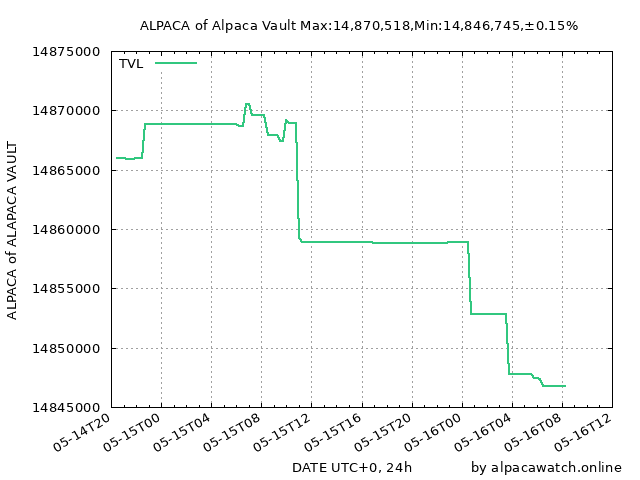 ALPACA of Alpaca Vault Max:14,870,518,Min:14,846,745,±0.15%
14875000
TVL
14870000
14865000
14860000
14855000
14850000
14845000
ALPACA of ALAPACA VAULT
05-14T20
05-15T00
05-15T04
05-15T08
05-15T12
05-15T16
05-15T20
05-16T00
05-16T04
05-16T08
05-16T12
DATE UTC+0, 24h
by alpacawatch.online